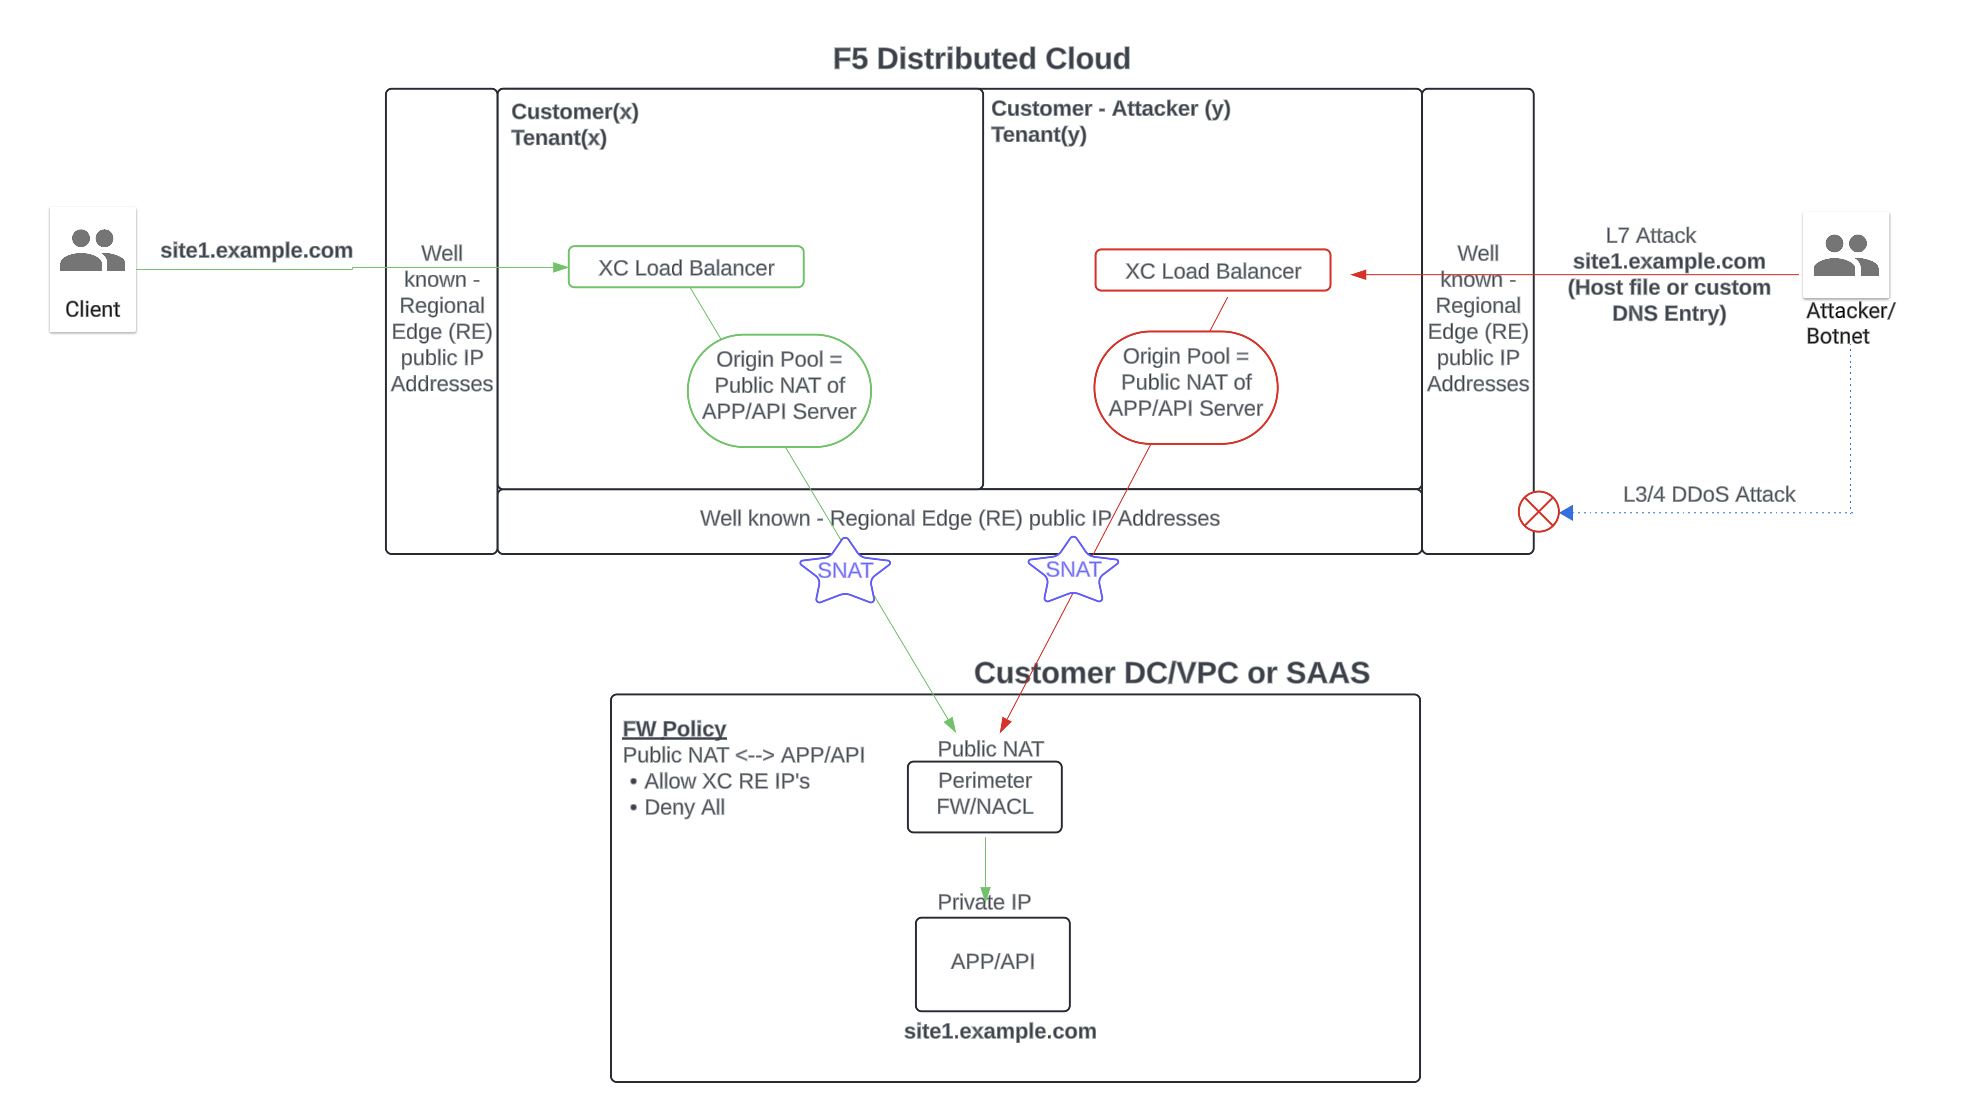 F5 Distributed Cloud
Customer(x)
Tenant(x)
Customer - Attacker (y)
Tenant(y)
Client
site1.example.com
Well
known -
Regional
Edge (RE)
public IP
Addresses
XC Load Balancer
Origin Pool =
Public NAT of
APP/API Server
XC Load Balancer
Origin Pool =
Public NAT of
APP/API Server
Well
known -
Regional
Edge (RE)
public IP
Addresses
L7 Attack
site1.example.com
(Host file or custom
DNS Entry)
Attacker/
Botnet
L3/4 DDoS Attack
Well known - Regional Edge (RE) public IP Addresses
SNAT
SNAT
Customer DC/VPC or SAAS
FW Policy
Public NAT <--> APP/API
• Allow XC RE IP's
• Deny All
Public NAT
Perimeter
FW/NACL
Private IP
APP/API
site1.example.com